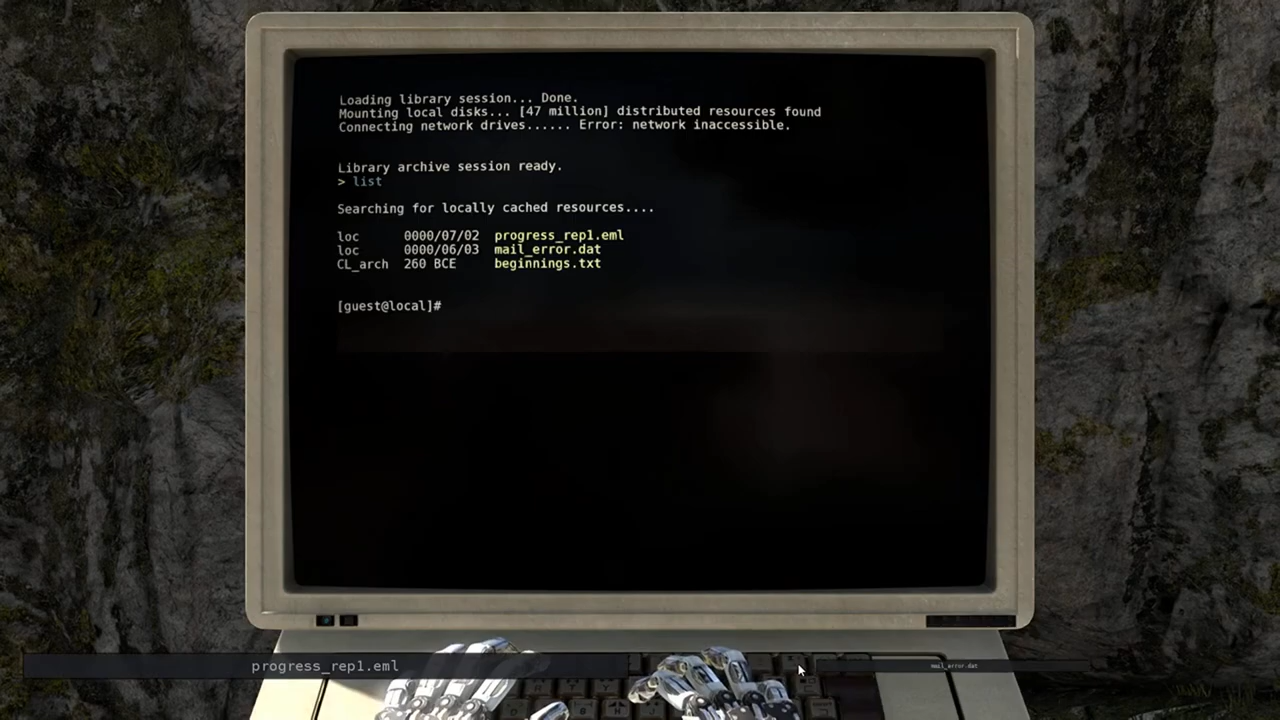 Loading library session... Done.
Mounting local disks... [47 million] distributed resources found
Connecting network drives...... Error: network inaccessible.
Library archive session ready.
> list
Searching for locally cached resources....
loc 0000/07/02 progress_rep1.eml
loc 0000/06/03 mail_error.dat
CL_arch 260 BCE beginnings.txt
[guest@local]#
progress_rep1.eml
mail_error.dat